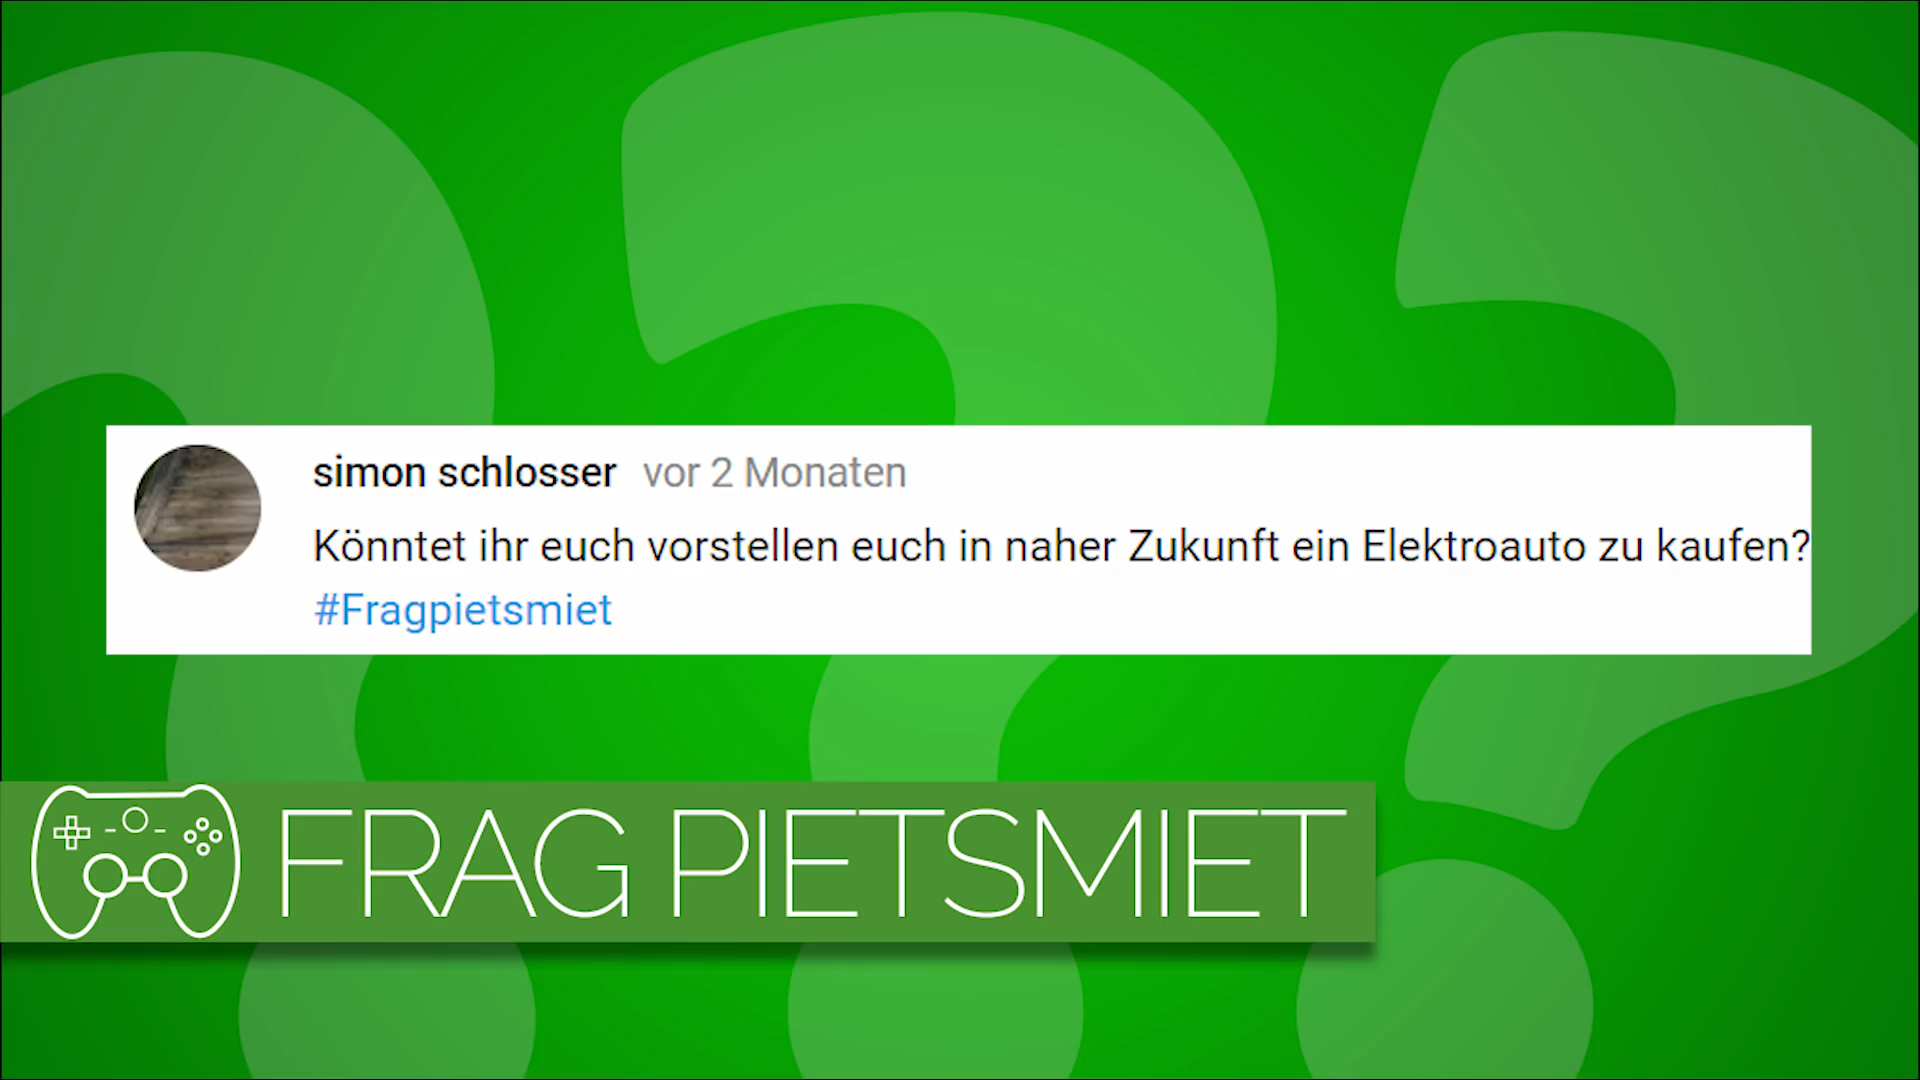 simon schlosser vor 2 Monaten
Könntet ihr euch vorstellen euch in naher Zukunft ein Elektroauto zu kaufen?
#Fragpietsmiet
FRAG PIETSMIET